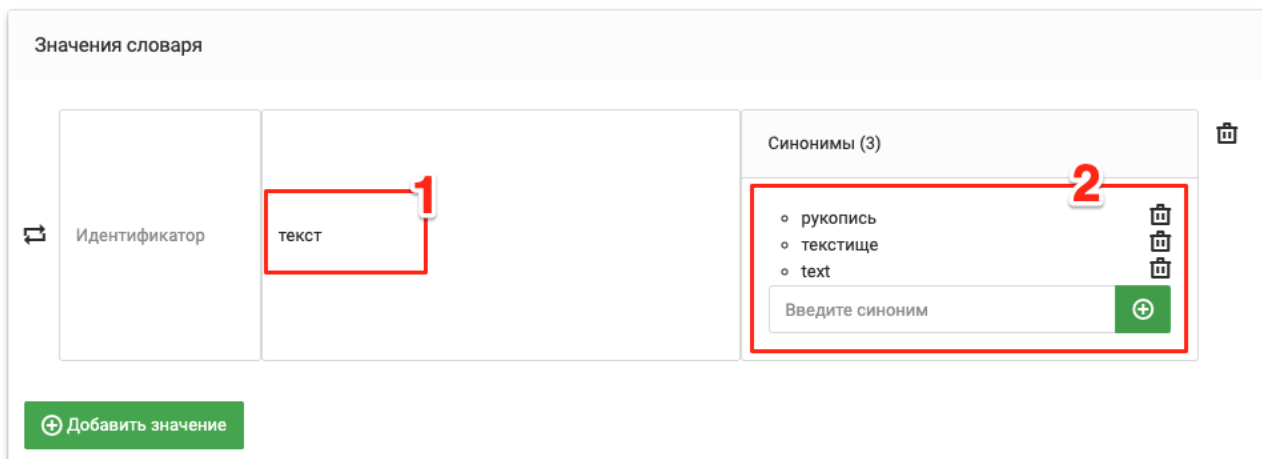 Значения словаря
Идентификатор
текст
1
Синонимы (3)
2
рукопись
текстище
text
Введите синоним
Добавить значение